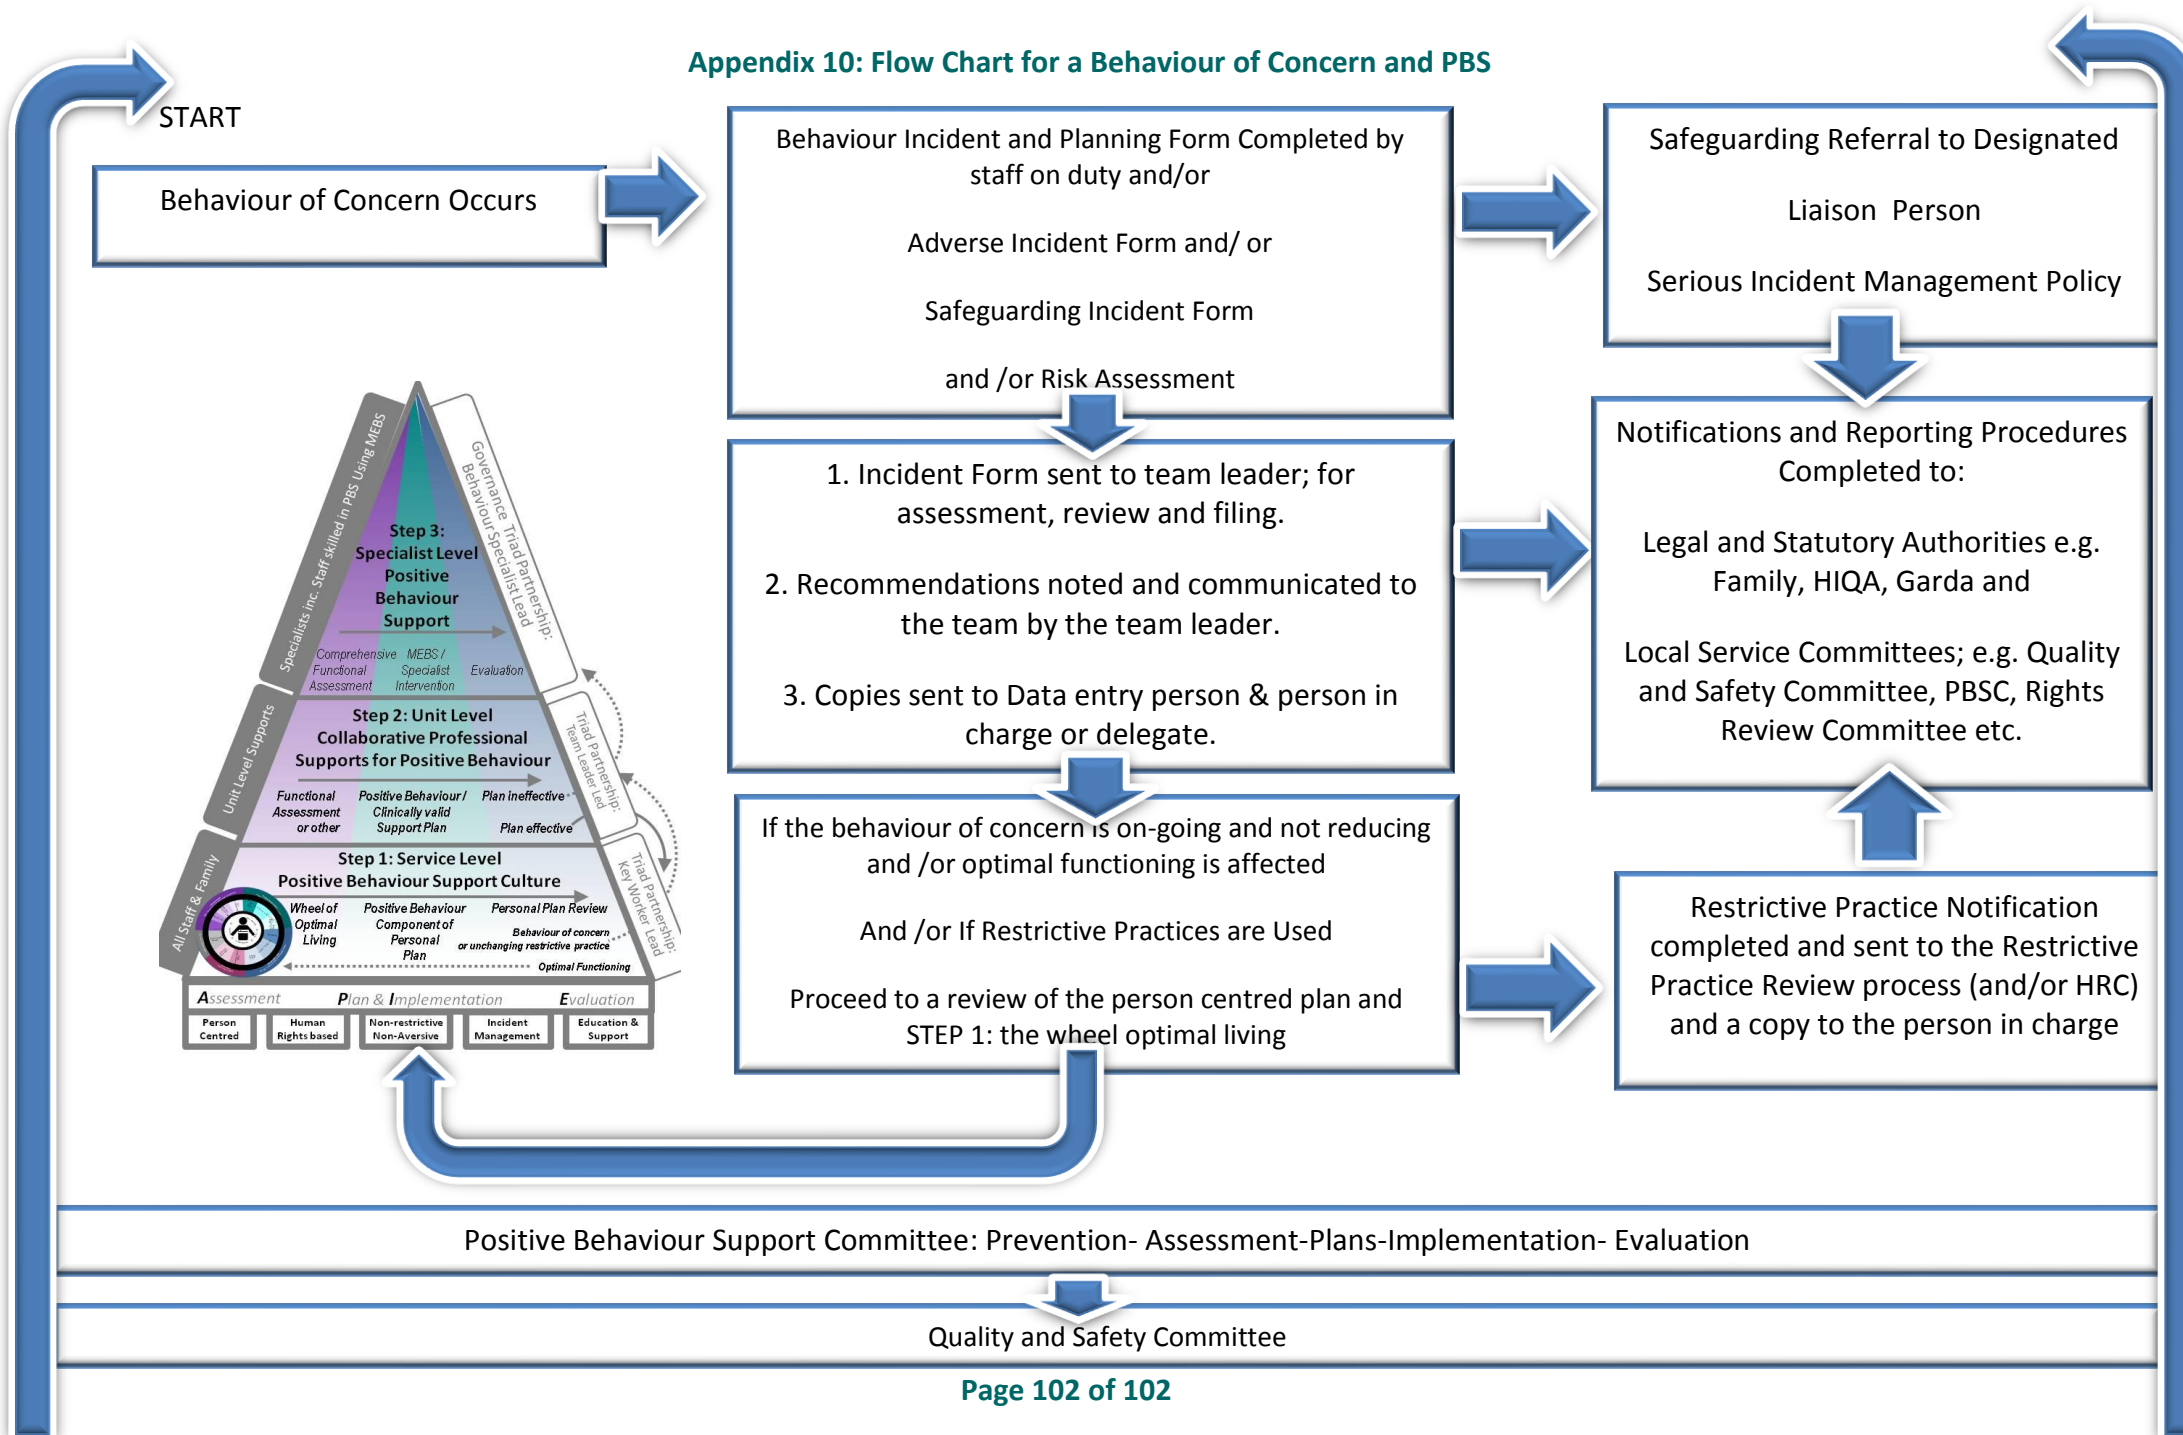 Appendix 10: Flow Chart for a Behaviour of Concern and PBS
START
Behaviour of Concern Occurs
Behaviour Incident and Planning Form Completed by
staff on duty and/or
Adverse Incident Form and/ or
Safeguarding Incident Form
and /or Risk Assessment
Safeguarding Referral to Designated
Liaison Person
Serious Incident Management Policy
1. Incident Form sent to team leader; for
assessment, review and filing.
2. Recommendations noted and communicated to
the team by the team leader.
3. Copies sent to Data entry person & person in
charge or delegate.
Notifications and Reporting Procedures
Completed to:
Legal and Statutory Authorities e.g.
Family, HIQA, Garda and
Local Service Committees; e.g. Quality
and Safety Committee, PBSC, Rights
Review Committee etc.
If the behaviour of concern is on-going and not reducing
and /or optimal functioning is affected
And /or If Restrictive Practices are Used
Proceed to a review of the person centred plan and
STEP 1: the wheel optimal living
Restrictive Practice Notification
completed and sent to the Restrictive
Practice Review process (and/or HRC)
and a copy to the person in charge
Specialists inc. Staff skilled in PBS Using MEBS
Unit Level Supports
All Staff & Family
Governance Triad Partnership:
Behaviour Specialist Lead
Triad Partnership:
Team Leader Led
Triad Partnership:
Key Worker Lead
Step 3:
Specialist Level
Positive
Behaviour
Support
Comprehensive
Functional
Assessment
MEBS /
Specialist
Intervention
Evaluation
Step 2: Unit Level
Collaborative Professional
Supports for Positive Behaviour
Functional
Assessment
or other
Positive Behaviour /
Clinically valid
Support Plan
Plan ineffective
Plan effective
Step 1: Service Level
Positive Behaviour Support Culture
Wheel of
Optimal
Living
Positive Behaviour
Component of
Personal
Plan
Personal Plan Review
Behaviour of concern
or unchanging restrictive practice
Optimal Functioning
Assessment
Plan & Implementation
Evaluation
Person
Centred
Human
Rights based
Non-restrictive
Non-Aversive
Incident
Management
Education &
Support
Positive Behaviour Support Committee: Prevention- Assessment-Plans-Implementation- Evaluation
Quality and Safety Committee
Page 102 of 102